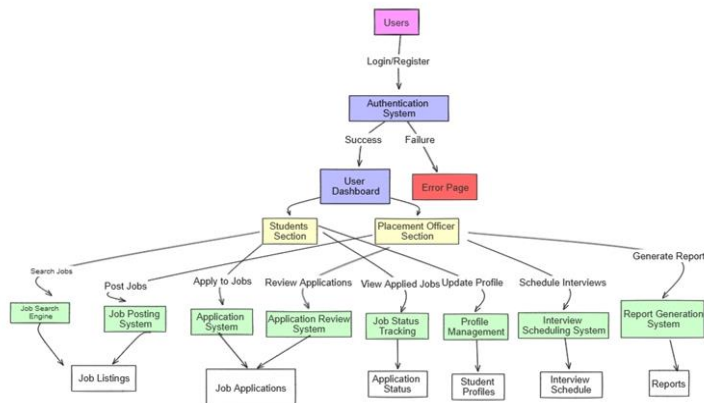 Users
Login/Register
Authentication
System
Success
Failure
User
Dashboard
Error Page
Students
Section
Placement Officer
Section
Search Jobs
Post Jobs
Apply to Jobs
Review Applications
View Applied Jobs
Update Profile
Schedule Interviews
Generate Report
Job Search
Engine
Job Posting
System
Application
System
Application Review
System
Job Status
Tracking
Profile
Management
Interview
Scheduling System
Report Generation
System
Job Listings
Job Applications
Application
Status
Student
Profiles
Interview
Schedule
Reports